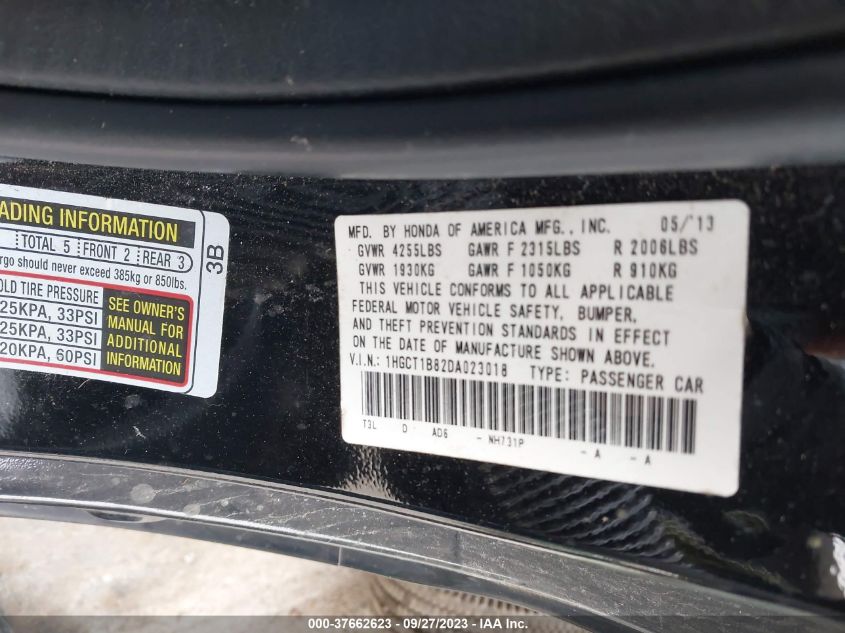 ADING INFORMATION
TOTAL 5 FRONT 2 REAR 3
rgo should never exceed 385kg or 850lbs.
OLD TIRE PRESSURE
25KPA, 33PSI
25KPA, 33PSI
20KPA, 60PSI
SEE OWNER'S
MANUAL FOR
ADDITIONAL
INFORMATION
3B
MFD. BY HONDA OF AMERICA MFG., INC. 05/'13
GVWR 4255LBS GAWR F 2315LBS R 2006LBS
GVWR 1930KG GAWR F 1050KG R 910KG
THIS VEHICLE CONFORMS TO ALL APPLICABLE
FEDERAL MOTOR VEHICLE SAFETY, BUMPER,
AND THEFT PREVENTION STANDARDS IN EFFECT
ON THE DATE OF MANUFACTURE SHOWN ABOVE.
V.I.N.: 1HGCT1B82DA023018 TYPE: PASSENGER CAR
T3L D AD6 - NH731P - A - A
000-37662623 - 09/27/2023 - IAA Inc.